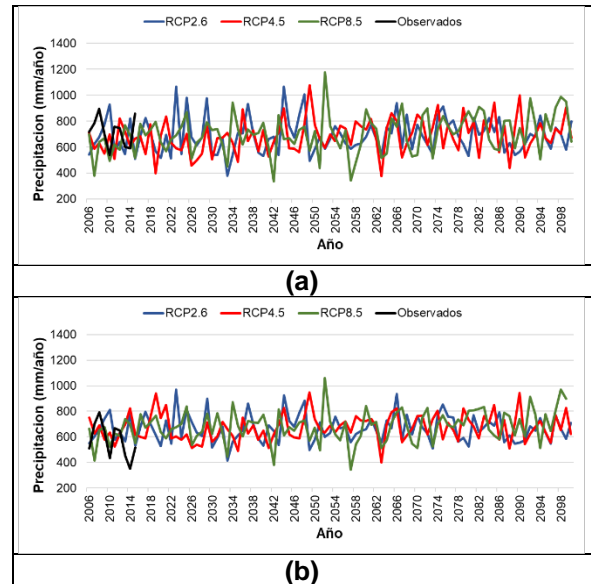 RCP2.6 RCP4.5 RCP8.5 Observados
Precipitacion (mm/año)
1400
1200
1000
800
600
400
200
2006 2010 2014 2018 2022 2026 2030 2034 2038 2042 2046 2050 2054 2058 2062 2066 2070 2074 2078 2082 2086 2090 2094 2098
Año
(a)
RCP2.6 RCP4.5 RCP8.5 Observados
Precipitacion (mm/año)
1400
1200
1000
800
600
400
200
2006 2010 2014 2018 2022 2026 2030 2034 2038 2042 2046 2050 2054 2058 2062 2066 2070 2074 2078 2082 2086 2090 2094 2098
Año
(b)